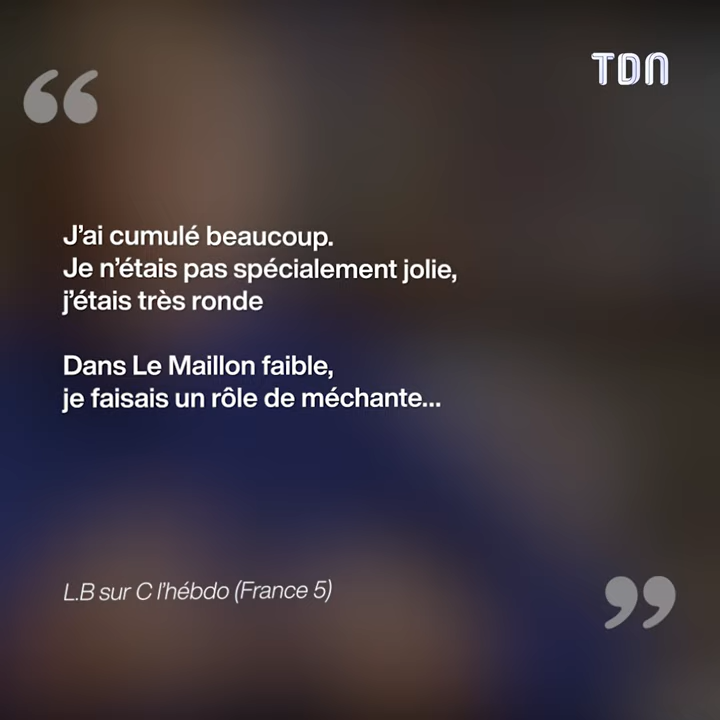 TDN
J'ai cumulé beaucoup.
Je n'étais pas spécialement jolie,
j'étais très ronde
Dans Le Maillon faible,
je faisais un rôle de méchante...
L.B sur C l'hébdo (France 5)